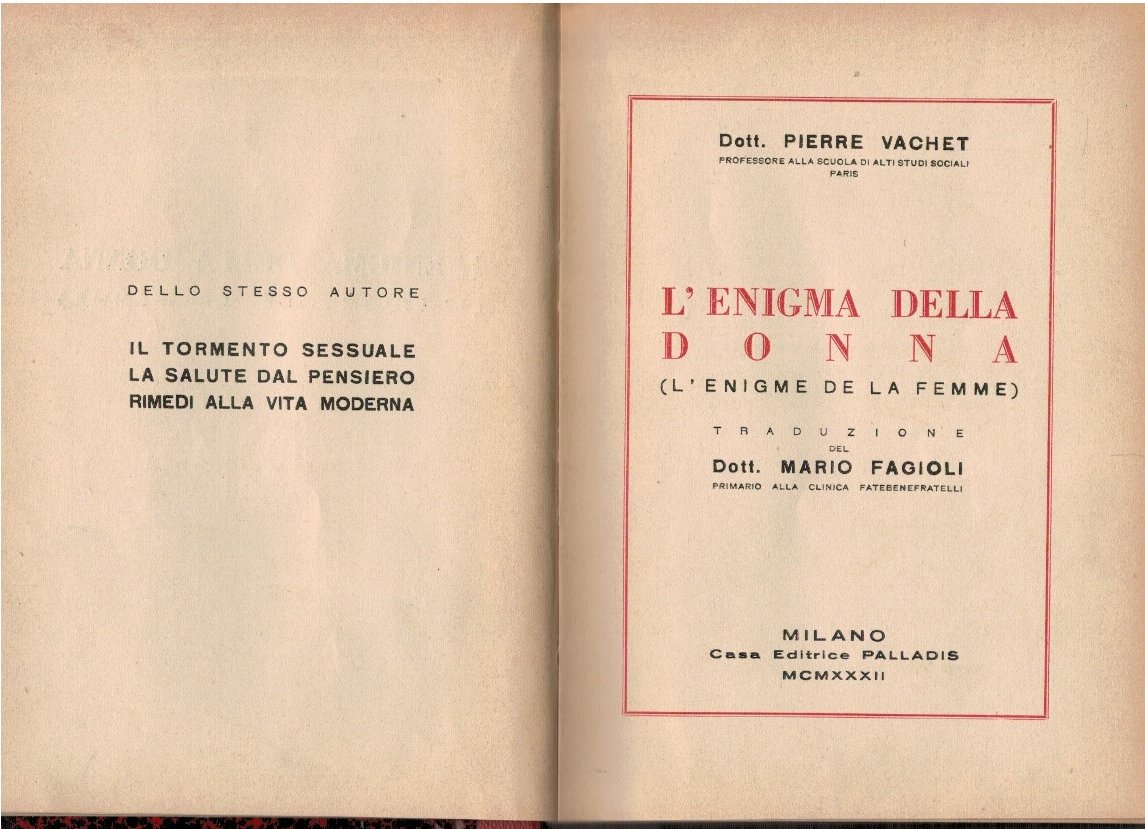 DELLO STESSO AUTORE
IL TORMENTO SESSUALE
LA SALUTE DAL PENSIERO
RIMEDI ALLA VITA MODERNA
Dott. PIERRE VACHET
PROFESSORE ALLA SCUOLA DI ALTI STUDI SOCIALI
PARIS
L'ENIGMA DELLA
DONNA
(L'ENIGME DE LA FEMME)
TRADUZIONE
DEL
Dott. MARIO FAGIOLI
PRIMARIO ALLA CLINICA FATEBENEFRATELLI
MILANO
Casa Editrice PALLADIS
MCMXXXII